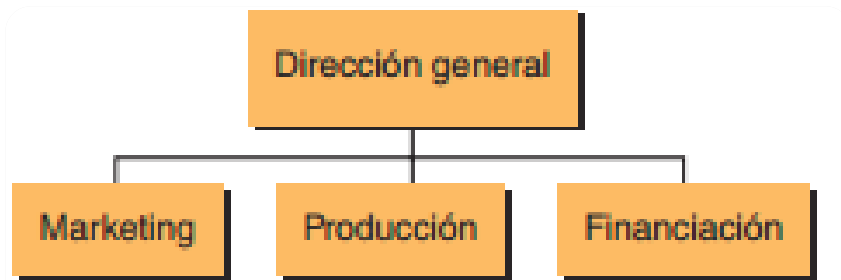 Dirección general
Marketing
Producción
Financiación